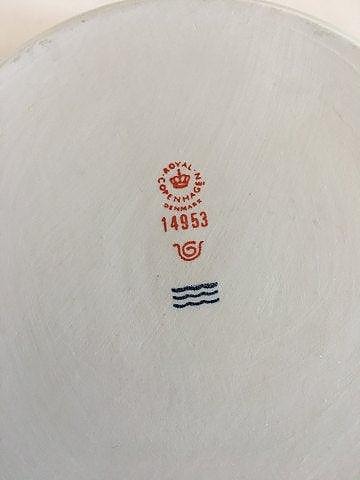 ROYAL
COPENHAGEN
DENMARK
14953